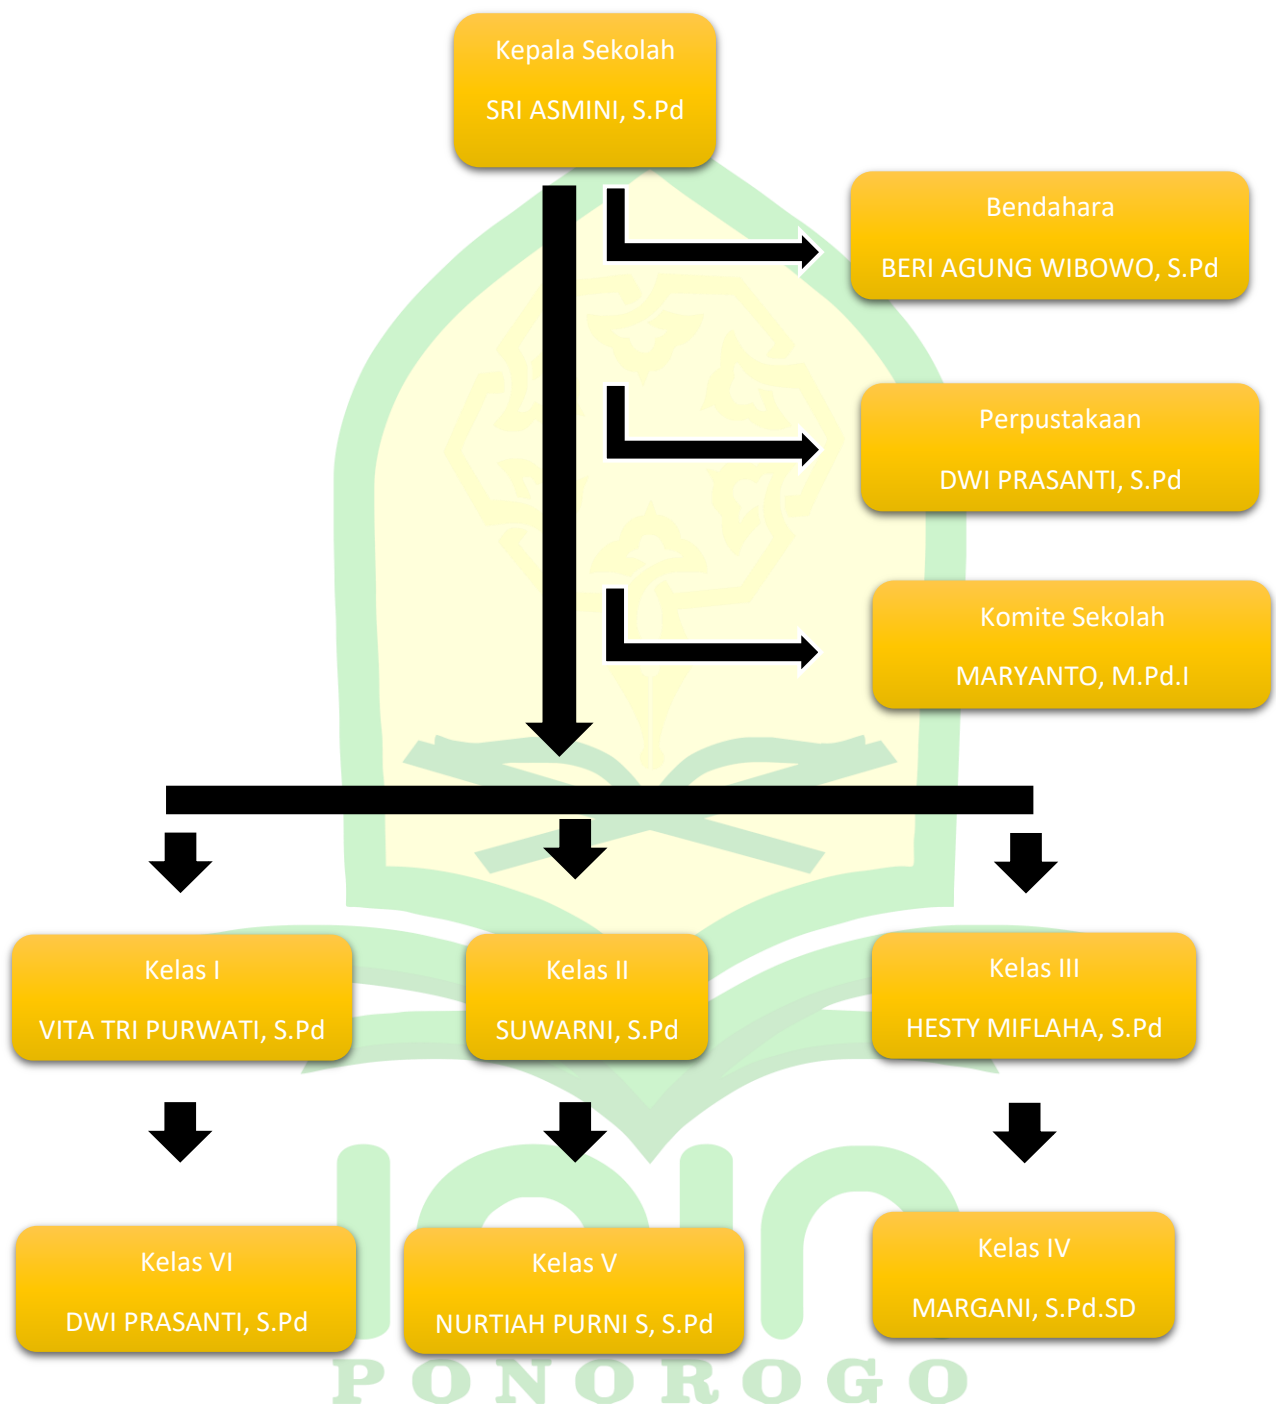 Kepala Sekolah
SRI ASMINI, S.Pd
Bendahara
BERI AGUNG WIBOWO, S.Pd
Perpustakaan
DWI PRASANTI, S.Pd
Komite Sekolah
MARYANTO, M.Pd.I
Kelas I
VITA TRI PURWATI, S.Pd
Kelas II
SUWARNI, S.Pd
Kelas III
HESTY MIFLAHA, S.Pd
Kelas VI
DWI PRASANTI, S.Pd
Kelas V
NURTIAH PURNI S, S.Pd
Kelas IV
MARGANI, S.Pd.SD
iain
PONOROGO